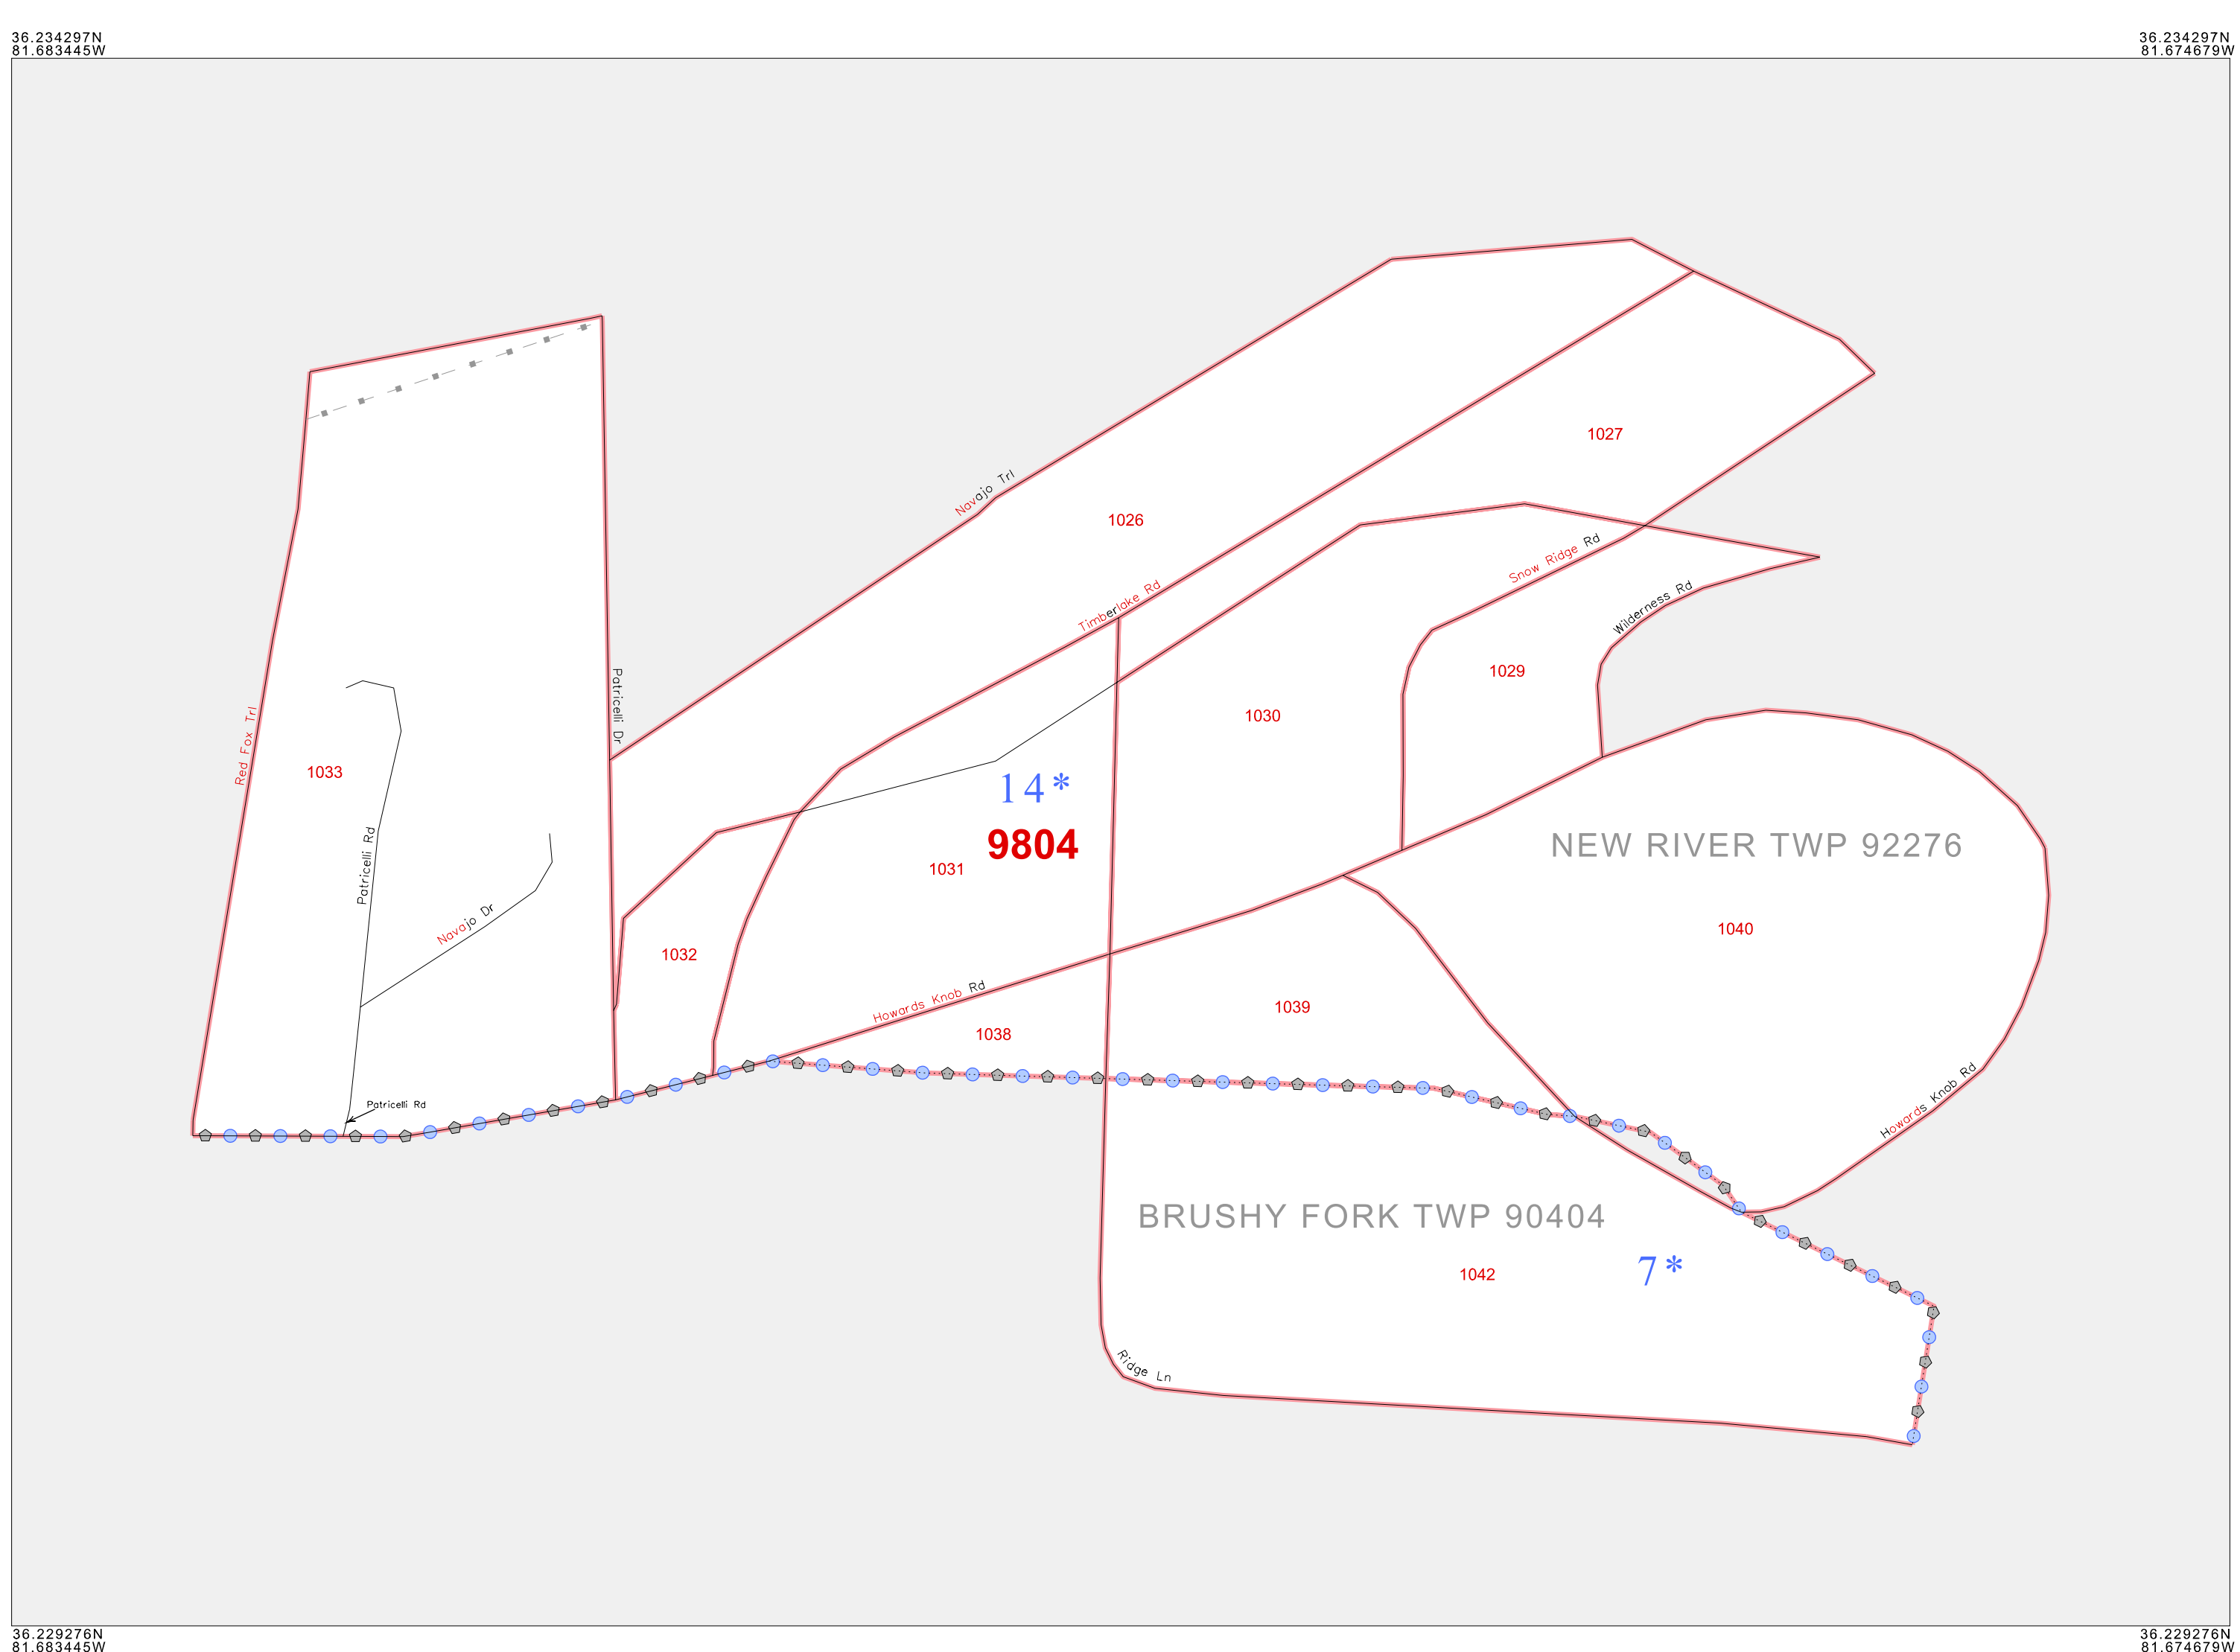 36.234297N
81.683445W
36.234297N
81.674679W
1027
Navajo Trl
1026
Snow Ridge Rd
Timberlake Rd
Wilderness Rd
1029
Patricelli Dr
1030
Red Fox Trl
1033
14*
9804
NEW RIVER TWP 92276
Patricelli Rd
1031
Navajo Dr
1040
1032
Howards Knob Rd
1039
1038
Patricelli Rd
Howards Knob Rd
BRUSHY FORK TWP 90404
1042
7*
Ridge Ln
36.229276N
81.683445W
36.229276N
81.674679W